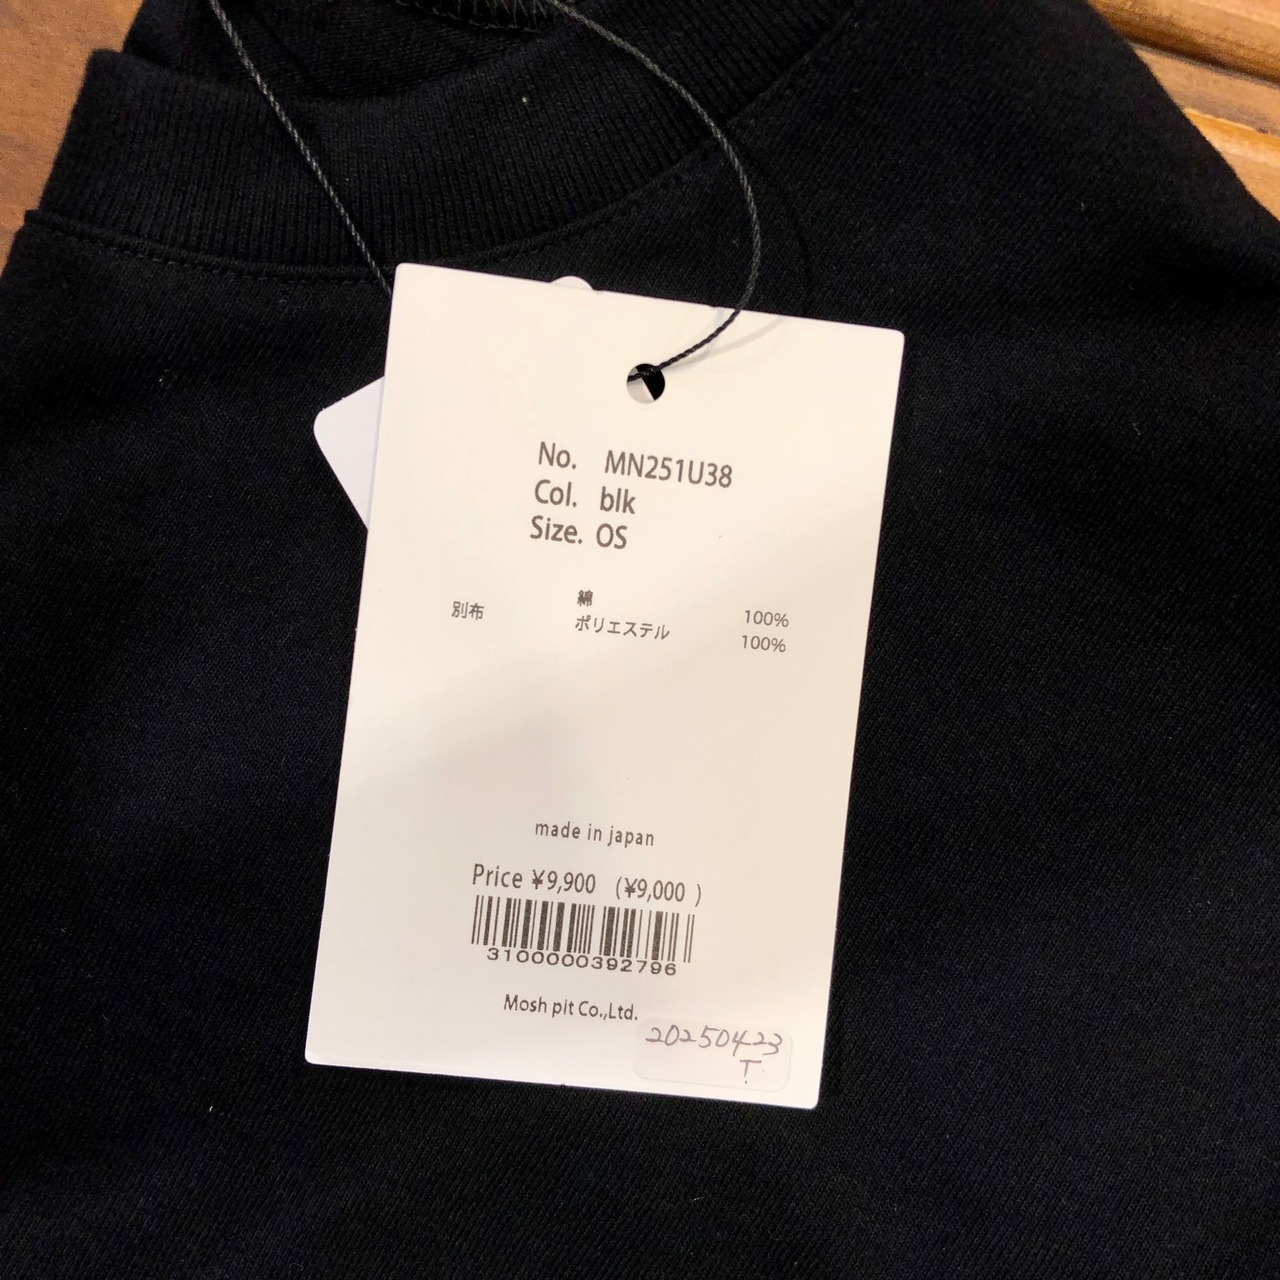 No. MN251U38
Col. blk
Size. OS
綿 100%
別布 ポリエステル 100%
made in japan
Price ¥9,900 (¥9,000 )
3100000392796
Mosh pit Co.,Ltd.
20250423
T.